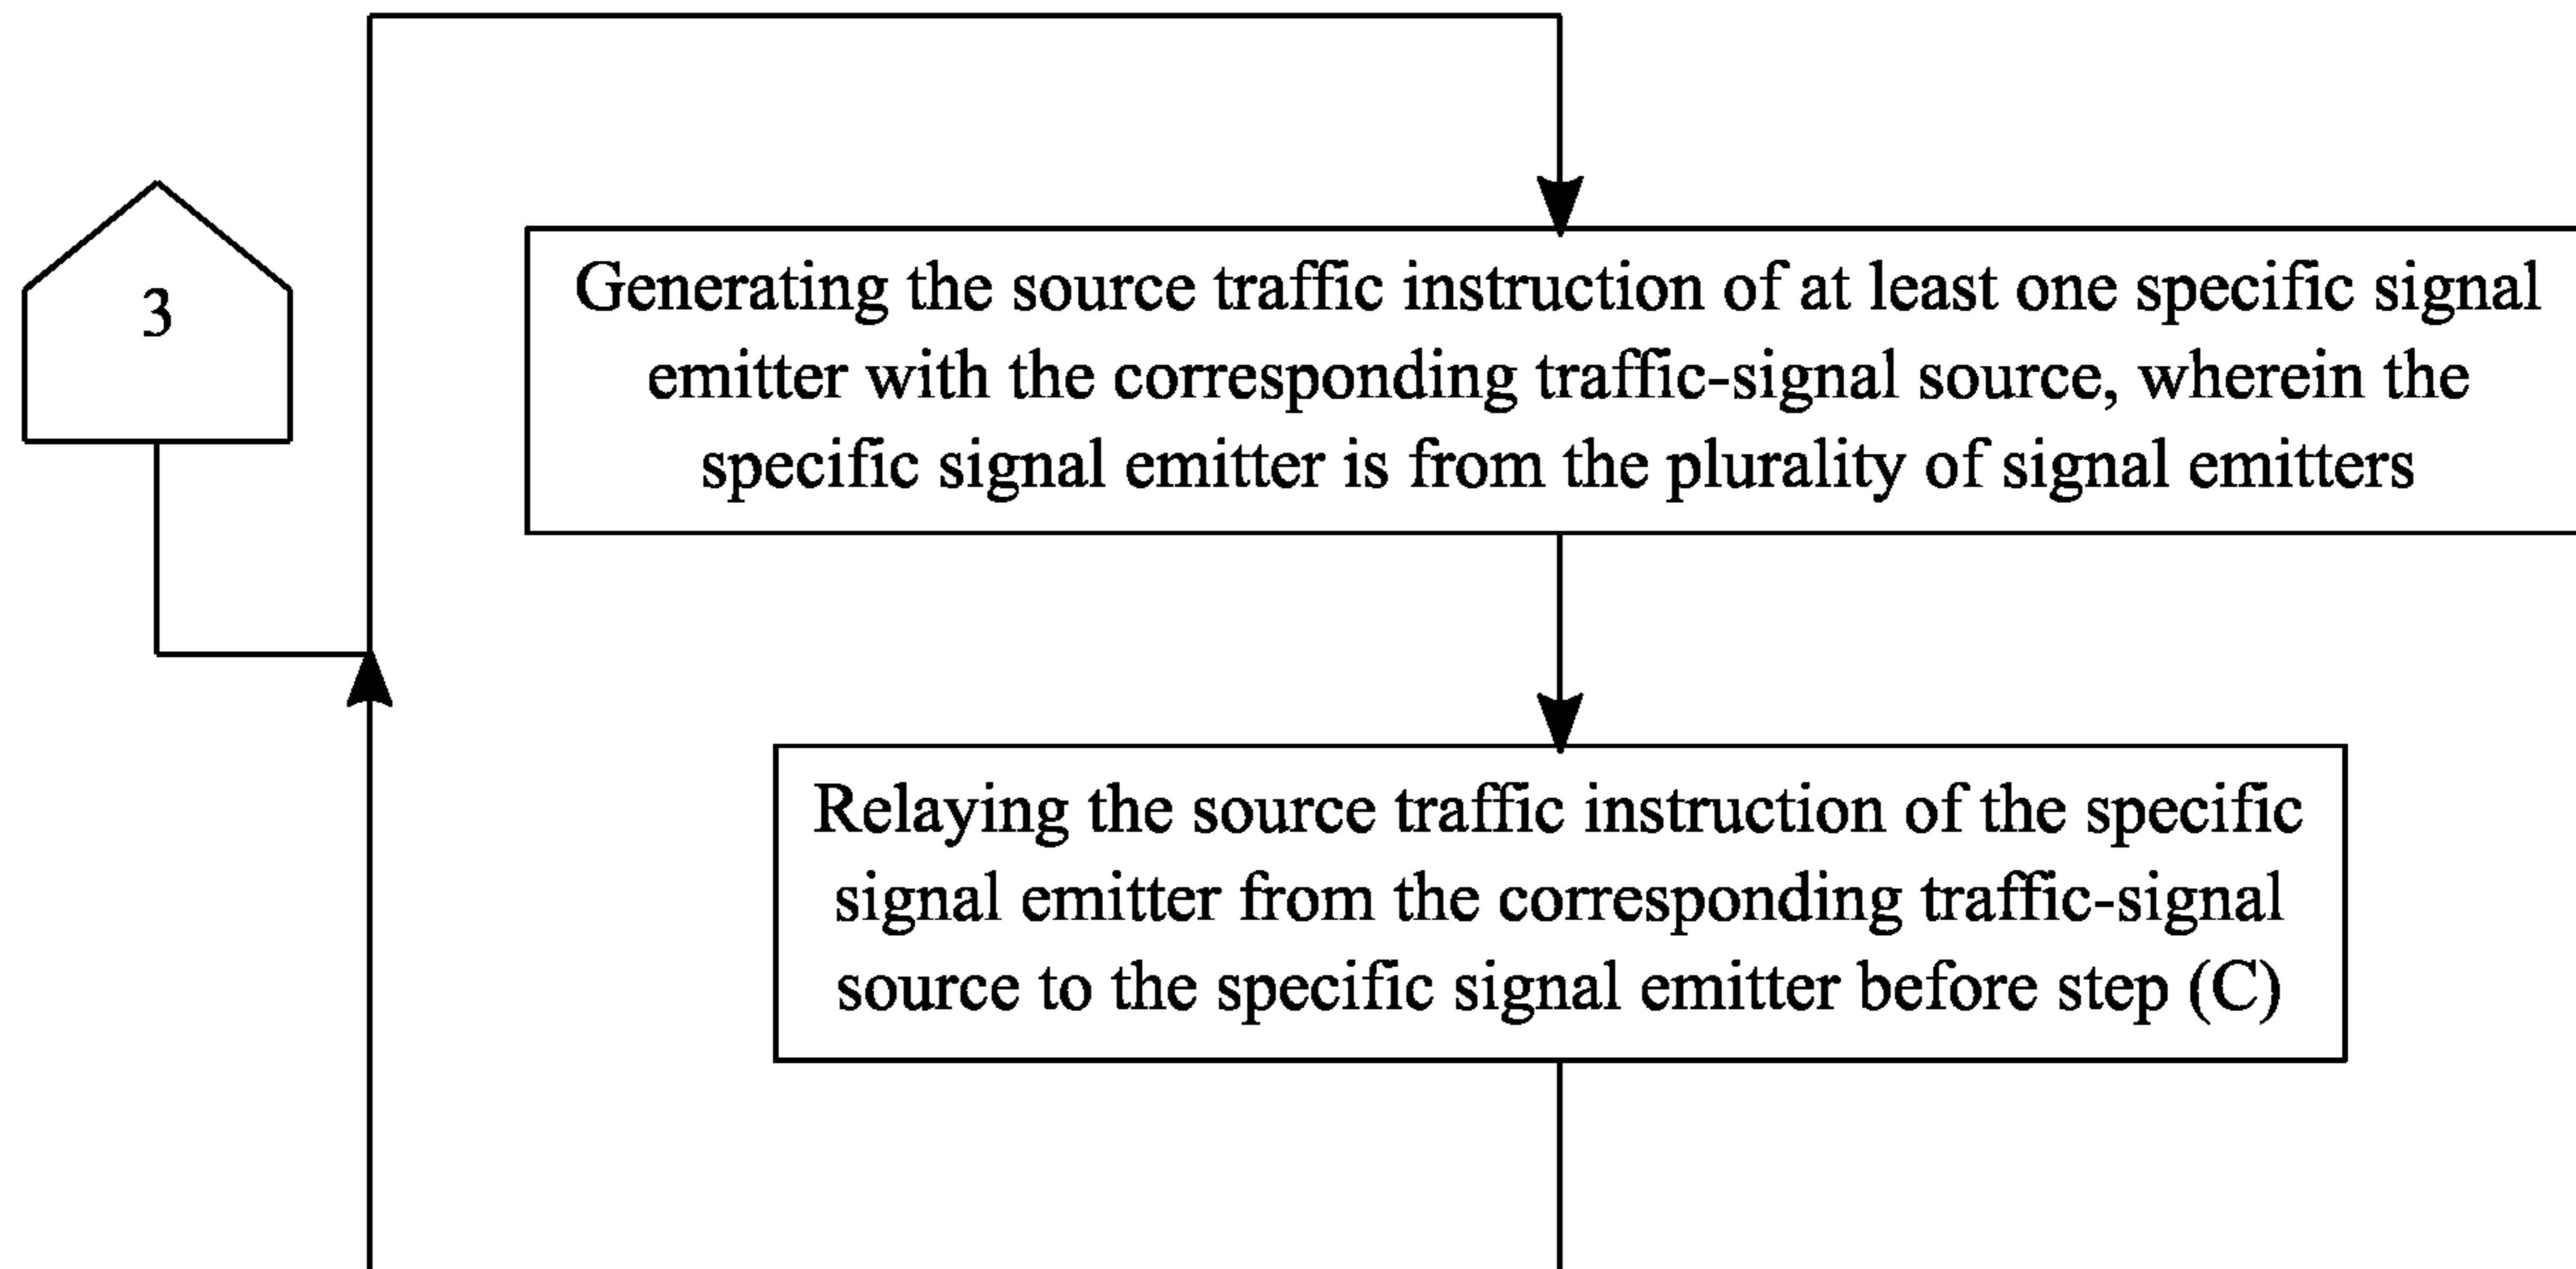 3
Generating the source traffic instruction of at least one specific signal
emitter with the corresponding traffic-signal source, wherein the
specific signal emitter is from the plurality of signal emitters
Relaying the source traffic instruction of the specific
signal emitter from the corresponding traffic-signal
source to the specific signal emitter before step (C)